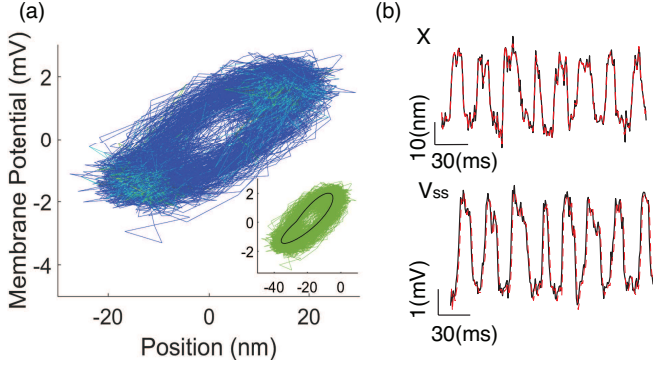 (a)
Membrane Potential (mV)
2
0
-2
-4
-20
0
20
Position (nm)
2
0
-2
-40
-20
0
(b)
X
10(nm)
30(ms)
Vss
1(mV)
30(ms)